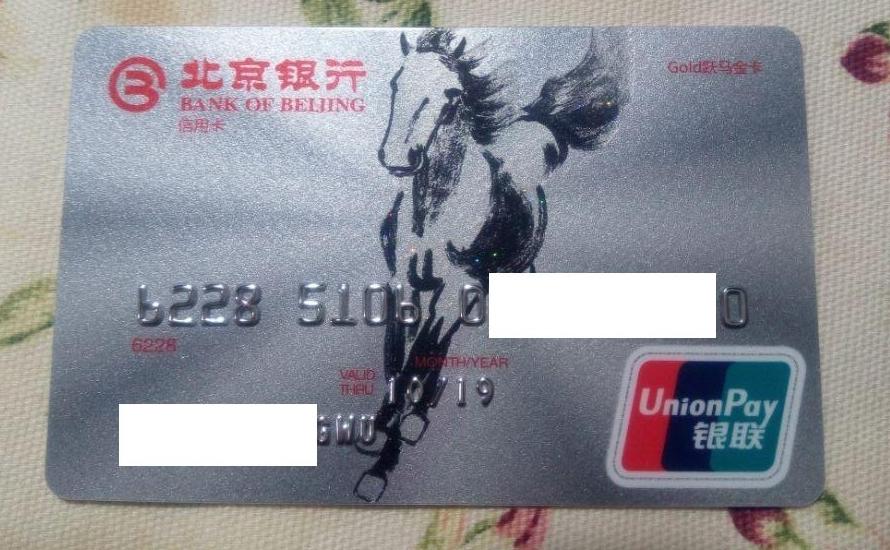 北京银行
BANK OF BEIJING
信用卡
Gold跃马金卡
6228 5106 0 0
6228
MONTH/YEAR
VALID
THRU 10/19
GWU
UnionPay
银联